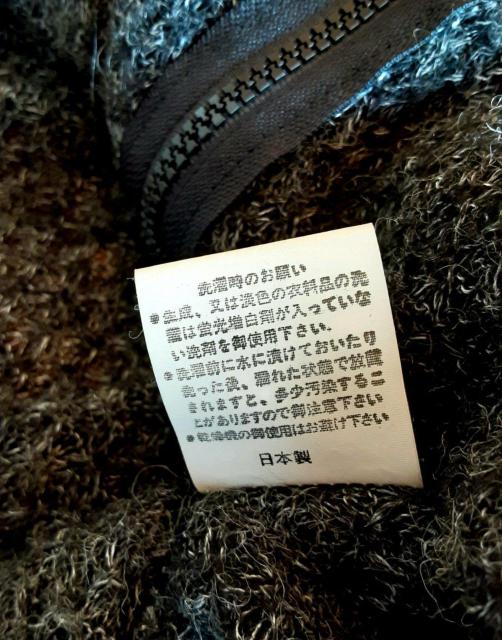 洗濯時のお願い
●生成、又は淡色の衣料品の洗
濯は蛍光増白剤が入っていな
い洗剤を御使用下さい.
●洗濯前に水に漬けておいたり
洗った後、濡れた状態で放置
されますと、多少汚染するこ
とがありますので御注意下さい
●乾燥機の御使用はお避け下さい
日本製